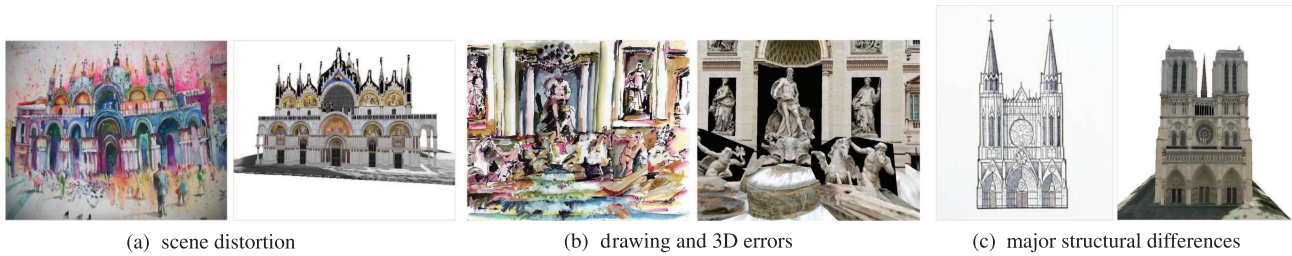 (a) scene distortion
(b) drawing and 3D errors
(c) major structural differences